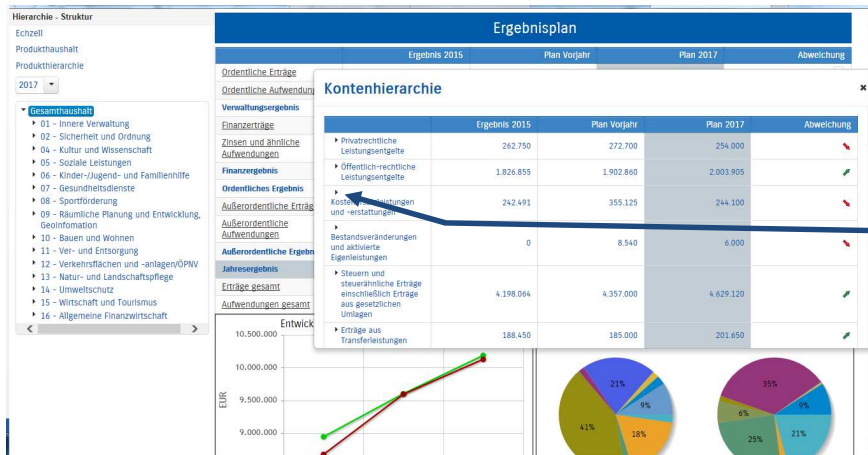 Hierarchie - Struktur
Echzell
Produkthaushalt
Produkthierarchie
2017
Gesamthaushalt
01 - Innere Verwaltung
02 - Sicherheit und Ordnung
04 - Kultur und Wissenschaft
05 - Soziale Leistungen
06 - Kinder-/Jugend- und Familienhilfe
07 - Gesundheitsdienste
08 - Sportförderung
09 - Räumliche Planung und Entwicklung,
Geoinfomation
10 - Bauen und Wohnen
11 - Ver- und Entsorgung
12 - Verkehrsflächen und -anlagen/ÖPNV
13 - Natur- und Landschaftspflege
14 - Umweltschutz
15 - Wirtschaft und Tourismus
16 - Allgemeine Finanzwirtschaft
Ergebnisplan
Ergebnis 2015 Plan Vorjahr Plan 2017 Abweichung
Ordentliche Erträge
Ordentliche Aufwendun
Verwaltungsergebnis
Finanzerträge
Zinsen und ähnliche
Aufwendungen
Finanzergebnis
Ordentliches Ergebnis
Außerordentliche Erträg
Außerordentliche
Aufwendungen
Außerordentliche Ergebn
Jahresergebnis
Erträge gesamt
Aufwendungen gesamt
Kontenhierarchie
Ergebnis 2015 Plan Vorjahr Plan 2017 Abweichung
Privatrechtliche
Leistungsentgelte 262.750 272.700 254.000
Öffentlich-rechtliche
Leistungsentgelte 1.826.855 1.902.860 2.003.905
und -erstattungen 242.491 355.125 244.100
Bestandsveränderungen
und aktivierte
Eigenleistungen 0 8.540 6.000
Steuern und
steuerähnliche Erträge
einschließlich Erträge
aus gesetzlichen
Umlagen 4.198.064 4.357.000 4.629.120
Erträge aus
Transferleistungen 188.450 185.000 201.650
Entwick
10.500.000
10.000.000
9.500.000
9.000.000
EUR
21%
9%
41%
18%
35%
6%
9%
25%
21%